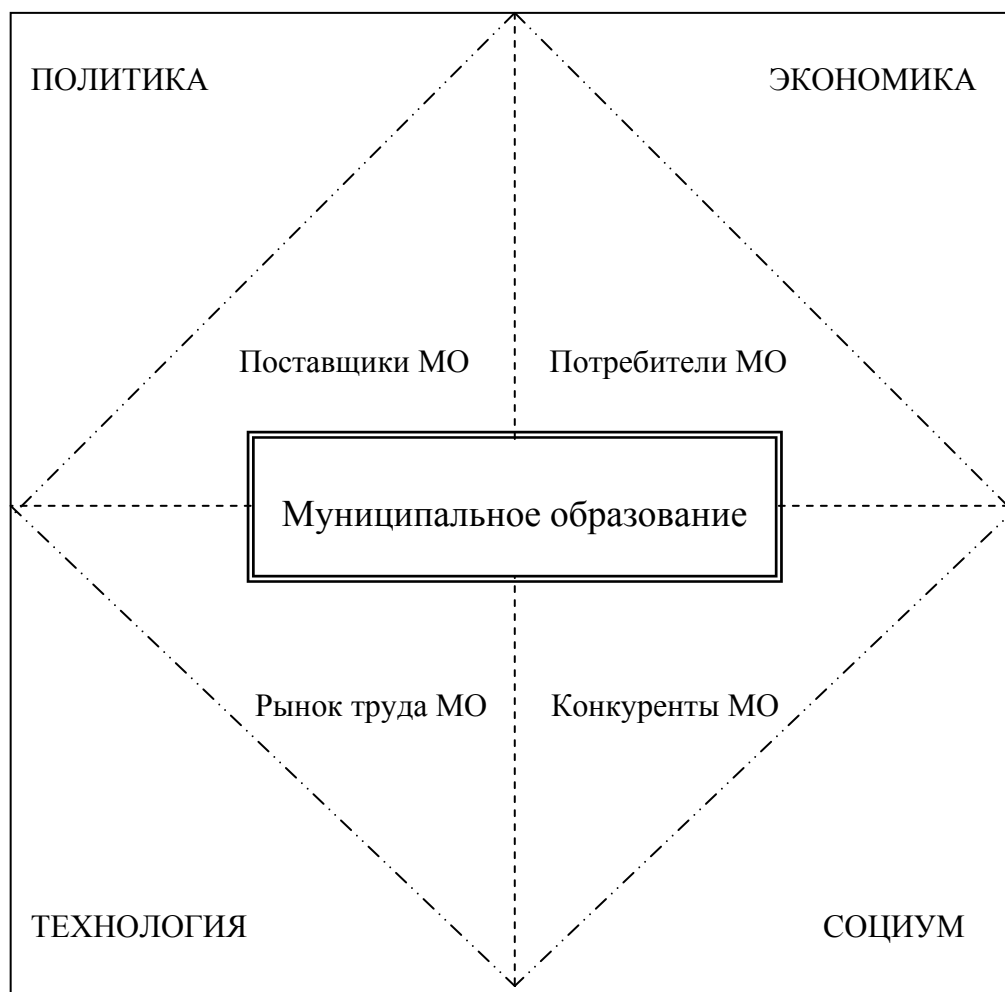 ПОЛИТИКА
ЭКОНОМИКА
Поставщики МО
Потребители МО
Муниципальное образование
Рынок труда МО
Конкуренты МО
ТЕХНОЛОГИЯ
СОЦИУМ